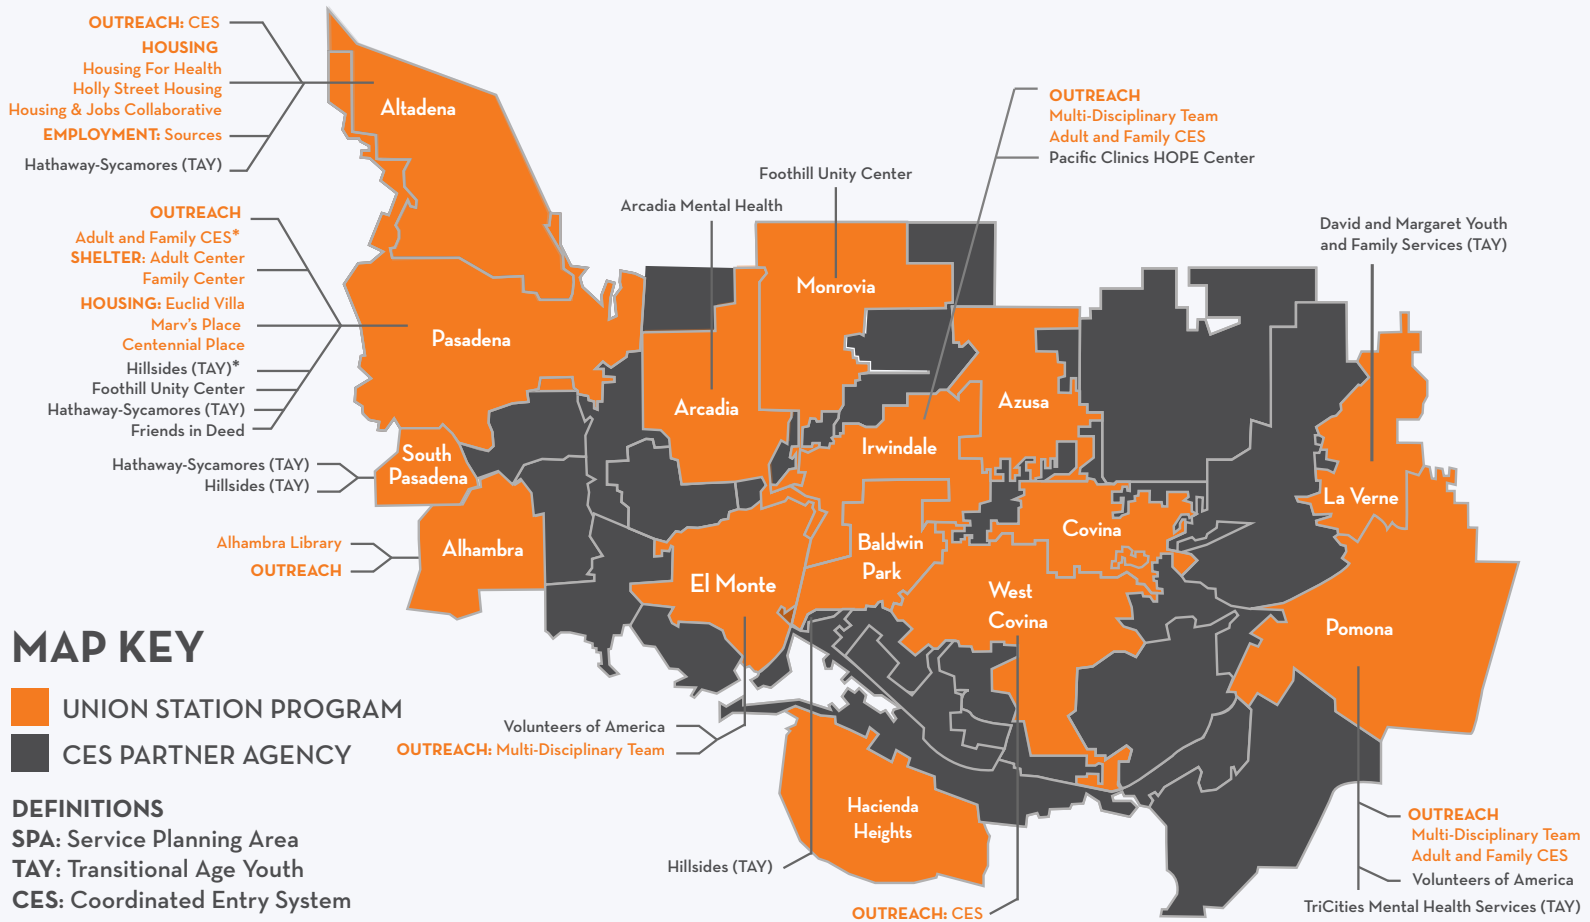 OUTREACH: CES
HOUSING
Housing For Health
Holly Street Housing
Housing & Jobs Collaborative
EMPLOYMENT: Sources
Hathaway-Sycamores (TAY)
OUTREACH
Adult and Family CES*
SHELTER: Adult Center
Family Center
HOUSING: Euclid Villa
Marv's Place
Centennial Place
Hillsides (TAY)*
Foothill Unity Center
Hathaway-Sycamores (TAY)
Friends in Deed
Hathaway-Sycamores (TAY)
Hillsides (TAY)
Alhambra Library
OUTREACH
Altadena
Pasadena
South
Pasadena
Alhambra
Arcadia Mental Health
Arcadia
Foothill Unity Center
Monrovia
OUTREACH
Multi-Disciplinary Team
Adult and Family CES
Pacific Clinics HOPE Center
Azusa
Irwindale
Baldwin
Park
Covina
West
Covina
El Monte
David and Margaret Youth
and Family Services (TAY)
La Verne
Pomona
Hacienda
Heights
Volunteers of America
OUTREACH: Multi-Disciplinary Team
Hillsides (TAY)
OUTREACH: CES
OUTREACH
Multi-Disciplinary Team
Adult and Family CES
Volunteers of America
TriCities Mental Health Services (TAY)
MAP KEY
UNION STATION PROGRAM
CES PARTNER AGENCY
DEFINITIONS
SPA: Service Planning Area
TAY: Transitional Age Youth
CES: Coordinated Entry System